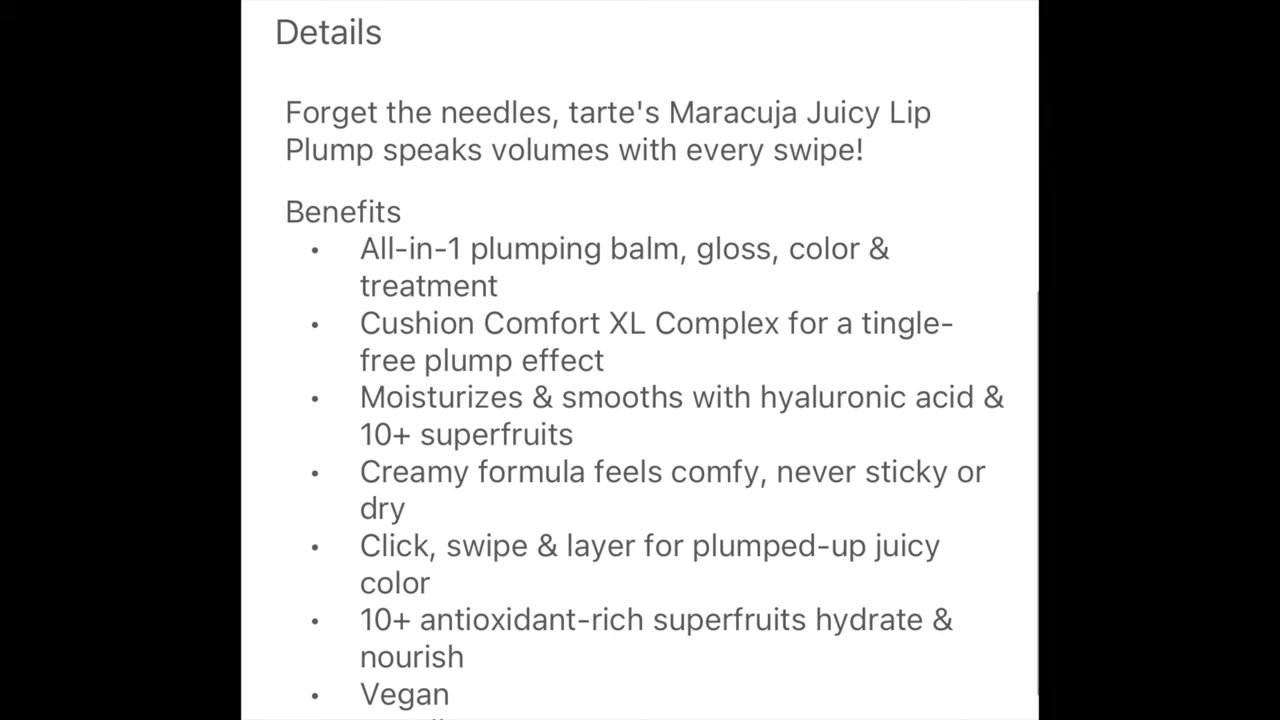 Details
Forget the needles, tarte's Maracuja Juicy Lip
Plump speaks volumes with every swipe!
Benefits
• All-in-1 plumping balm, gloss, color &
treatment
• Cushion Comfort XL Complex for a tingle-
free plump effect
• Moisturizes & smooths with hyaluronic acid &
10+ superfruits
• Creamy formula feels comfy, never sticky or
dry
• Click, swipe & layer for plumped-up juicy
color
• 10+ antioxidant-rich superfruits hydrate &
nourish
• Vegan